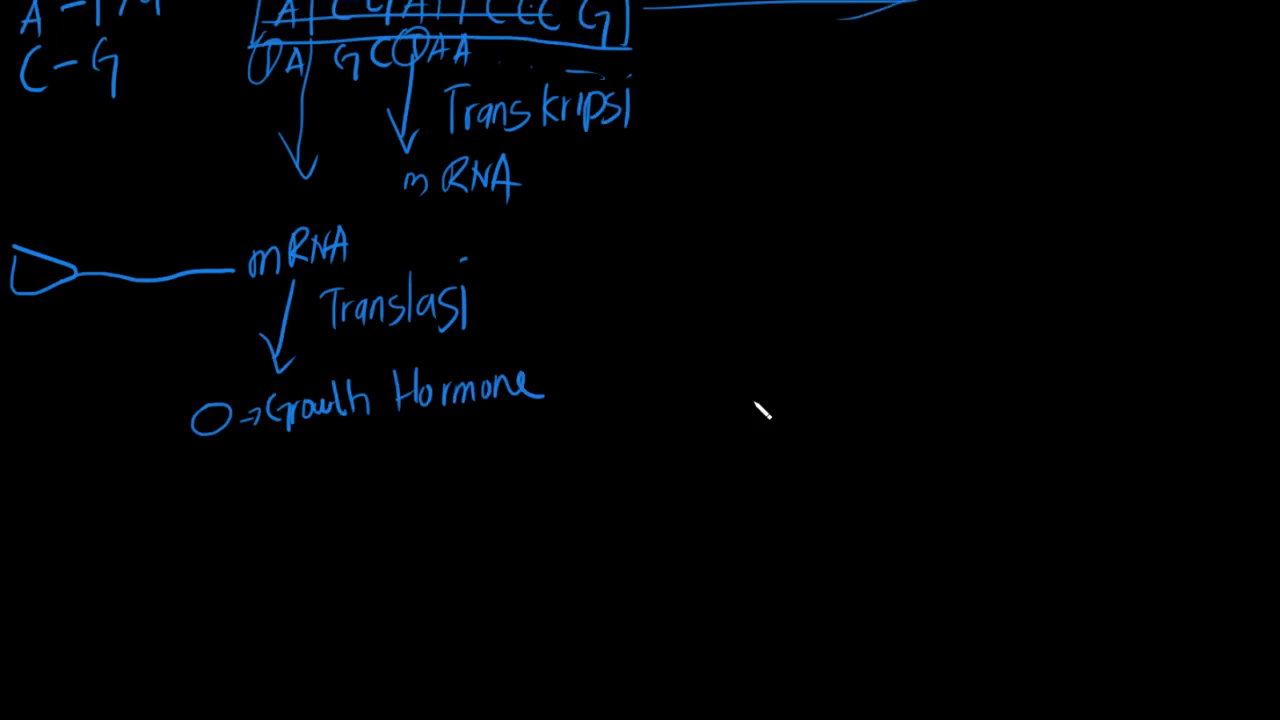 A - T/U
C - G
A T C G A T T C C C G
U A G C U A A
Transkripsi
mRNA
mRNA
Translasi
O => Growth Hormone